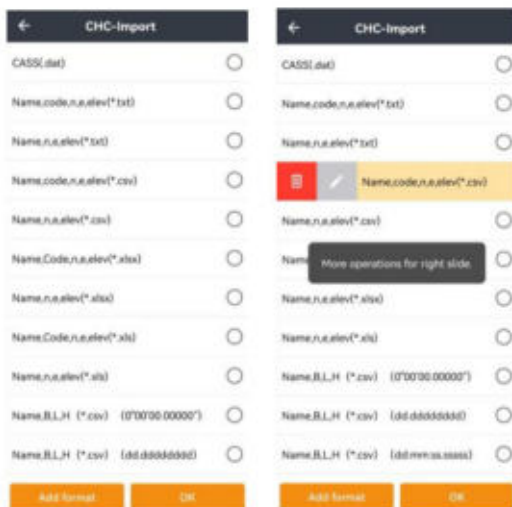 CHC-Import
CASS(.dat)
Name,code,n,e,elev(*.txt)
Name,n,e,elev(*.txt)
Name,code,n,e,elev(*.csv)
Name,n,e,elev(*.csv)
Name,Code,n,e,elev(*.xlsx)
Name,n,e,elev(*.xlsx)
Name,Code,n,e,elev(*.xls)
Name,n,e,elev(*.xls)
Name,B,L,H (*.csv) (0°00'00.00000")
Name,B,L,H (*.csv) (dd.dddddddd)
Add format OK
CHC-Import
CASS(.dat)
Name,code,n,e,elev(*.txt)
Name,n,e,elev(*.txt)
Name,code,n,e,elev(*.csv)
Name,n,e,elev(*.csv)
Name
More operations for right slide.
Name,n,e,elev(*.xlsx)
Name,n,e,elev(*.xls)
Name,B,L,H (*.csv) (0°00'00.00000")
Name,B,L,H (*.csv) (dd.dddddddd)
Name,B,L,H (*.csv) (dd:mm:ss.sssss)
Add format OK